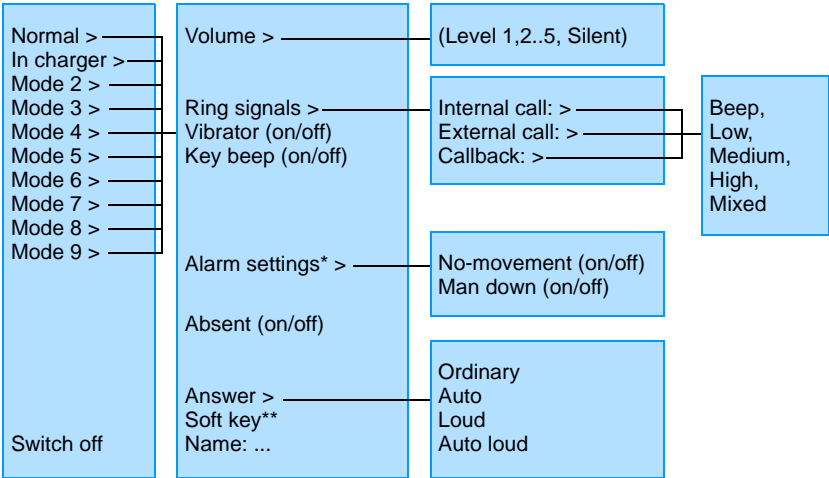 Normal >
In charger >
Mode 2 >
Mode 3 >
Mode 4 >
Mode 5 >
Mode 6 >
Mode 7 >
Mode 8 >
Mode 9 >
Switch off
Volume >
Ring signals >
Vibrator (on/off)
Key beep (on/off)
Alarm settings* >
Absent (on/off)
Answer >
Soft key**
Name: ...
(Level 1,2..5, Silent)
Internal call: >
External call: >
Callback: >
No-movement (on/off)
Man down (on/off)
Ordinary
Auto
Loud
Auto loud
Beep,
Low,
Medium,
High,
Mixed